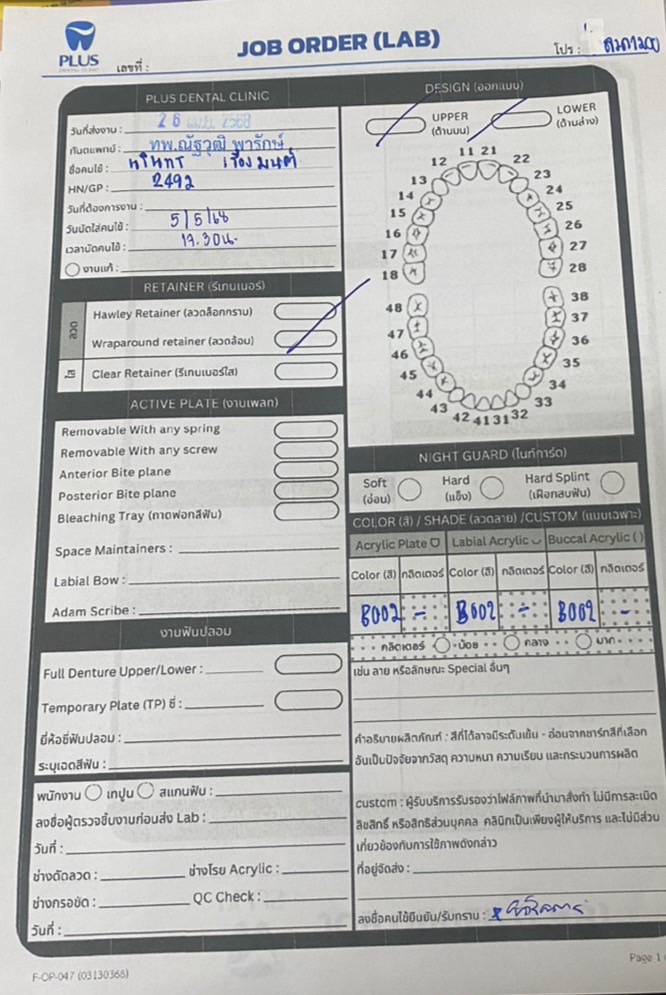 PLUS
DENTAL CLINIC
เลขที่ :
JOB ORDER (LAB)
โปร :
PLUS DENTAL CLINIC
วันที่ส่งงาน : 26 เม.ย. 2568
ทันตแพทย์ : ทพ.ณัฐวุฒิ พารักษ์
ชื่อคนไข้ :
HN/GP : 2492
วันที่ต้องการงาน :
วันนัดใส่คนไข้ : 5/5/68
เวลานัดคนไข้ : 17.30 น.
งานแก้ :
RETAINER (รีเทนเนอร์)
ลวด
Hawley Retainer (ลวดล็อกกราม)
Wraparound retainer (ลวดล้อม)
ใส
Clear Retainer (รีเทนเนอร์ใส)
ACTIVE PLATE (งานเพลท)
Removable With any spring
Removable With any screw
Anterior Bite plane
Posterior Bite plane
Bleaching Tray (ถาดฟอกสีฟัน)
Space Maintainers :
Labial Bow :
Adam Scribe :
งานฟันปลอม
Full Denture Upper/Lower :
Temporary Plate (TP) ซี่ :
ยี่ห้อซี่ฟันปลอม :
ระบุเฉดสีฟัน :
พิมพ์งาน เทปูน สแกนฟัน :
ลงชื่อผู้ตรวจชิ้นงานก่อนส่ง Lab :
วันที่ :
ช่างดัดลวด : ช่างโรย Acrylic :
ช่างกรอขัด : QC Check :
วันที่ :
F-OP-047 (03130368)
DESIGN (ออกแบบ)
UPPER
(ด้านบน)
LOWER
(ด้านล่าง)
11 21
12 22
13 23
14 24
15 25
16 26
17 27
18 28
48 38
47 37
46 36
45 35
44 34
43 33
42 41 31 32
NIGHT GUARD (ไนท์การ์ด)
Soft
(อ่อน)
Hard
(แข็ง)
Hard Splint
(เฝือกสบฟัน)
COLOR (สี) / SHADE (ลวดลาย) /CUSTOM (แบบเฉพาะ)
Acrylic Plate Labial Acrylic Buccal Acrylic ( )
Color (สี) กลิตเตอร์ Color (สี) กลิตเตอร์ Color (สี) กลิตเตอร์
B002 - B002 - B002 -
กลิตเตอร์ น้อย กลาง มาก
เช่น ลาย หรือลักษณะ Special อื่นๆ
คำอธิบายผลิตภัณฑ์ : สีที่ได้อาจมีระดับเข้ม - อ่อนจากชาร์ทสีที่เลือก
อันเป็นปัจจัยจากวัสดุ ความหนา ความเรียบ และกระบวนการผลิต
custom : ผู้รับบริการรับรองว่าไฟล์ภาพที่นำมาสั่งทำ ไม่มีการละเมิด
ลิขสิทธิ์ หรือสิทธิส่วนบุคคล คลินิกเป็นเพียงผู้ให้บริการ และไม่มีส่วน
เกี่ยวข้องกับการใช้ภาพดังกล่าว
ที่อยู่จัดส่ง :
ลงชื่อคนไข้ยืนยัน/รับทราบ : x
Page 1